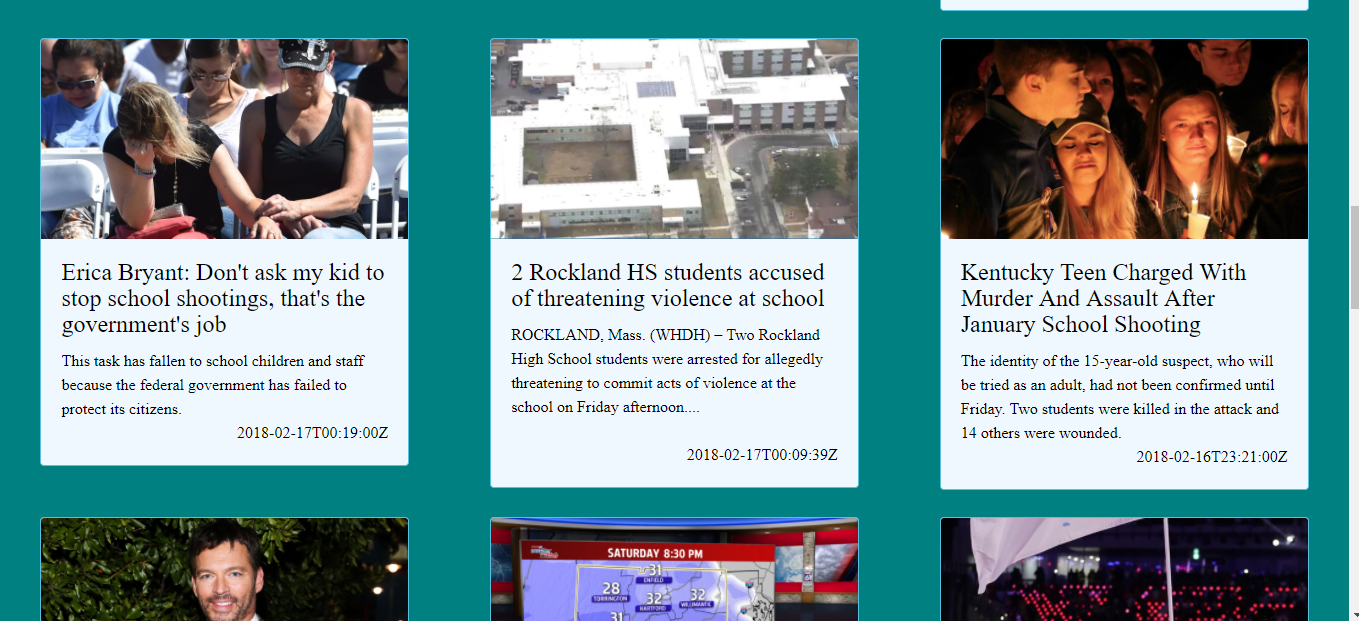 Erica Bryant: Don't ask my kid to
stop school shootings, that's the
government's job
This task has fallen to school children and staff
because the federal government has failed to
protect its citizens.
2018-02-17T00:19:00Z
2 Rockland HS students accused
of threatening violence at school
ROCKLAND, Mass. (WHDH) – Two Rockland
High School students were arrested for allegedly
threatening to commit acts of violence at the
school on Friday afternoon....
2018-02-17T00:09:39Z
Kentucky Teen Charged With
Murder And Assault After
January School Shooting
The identity of the 15-year-old suspect, who will
be tried as an adult, had not been confirmed until
Friday. Two students were killed in the attack and
14 others were wounded.
2018-02-16T23:21:00Z
SATURDAY 8:30 PM
31
ENFIELD
28
TORRINGTON
32
HARTFORD
32
WILLIMANTIC
31